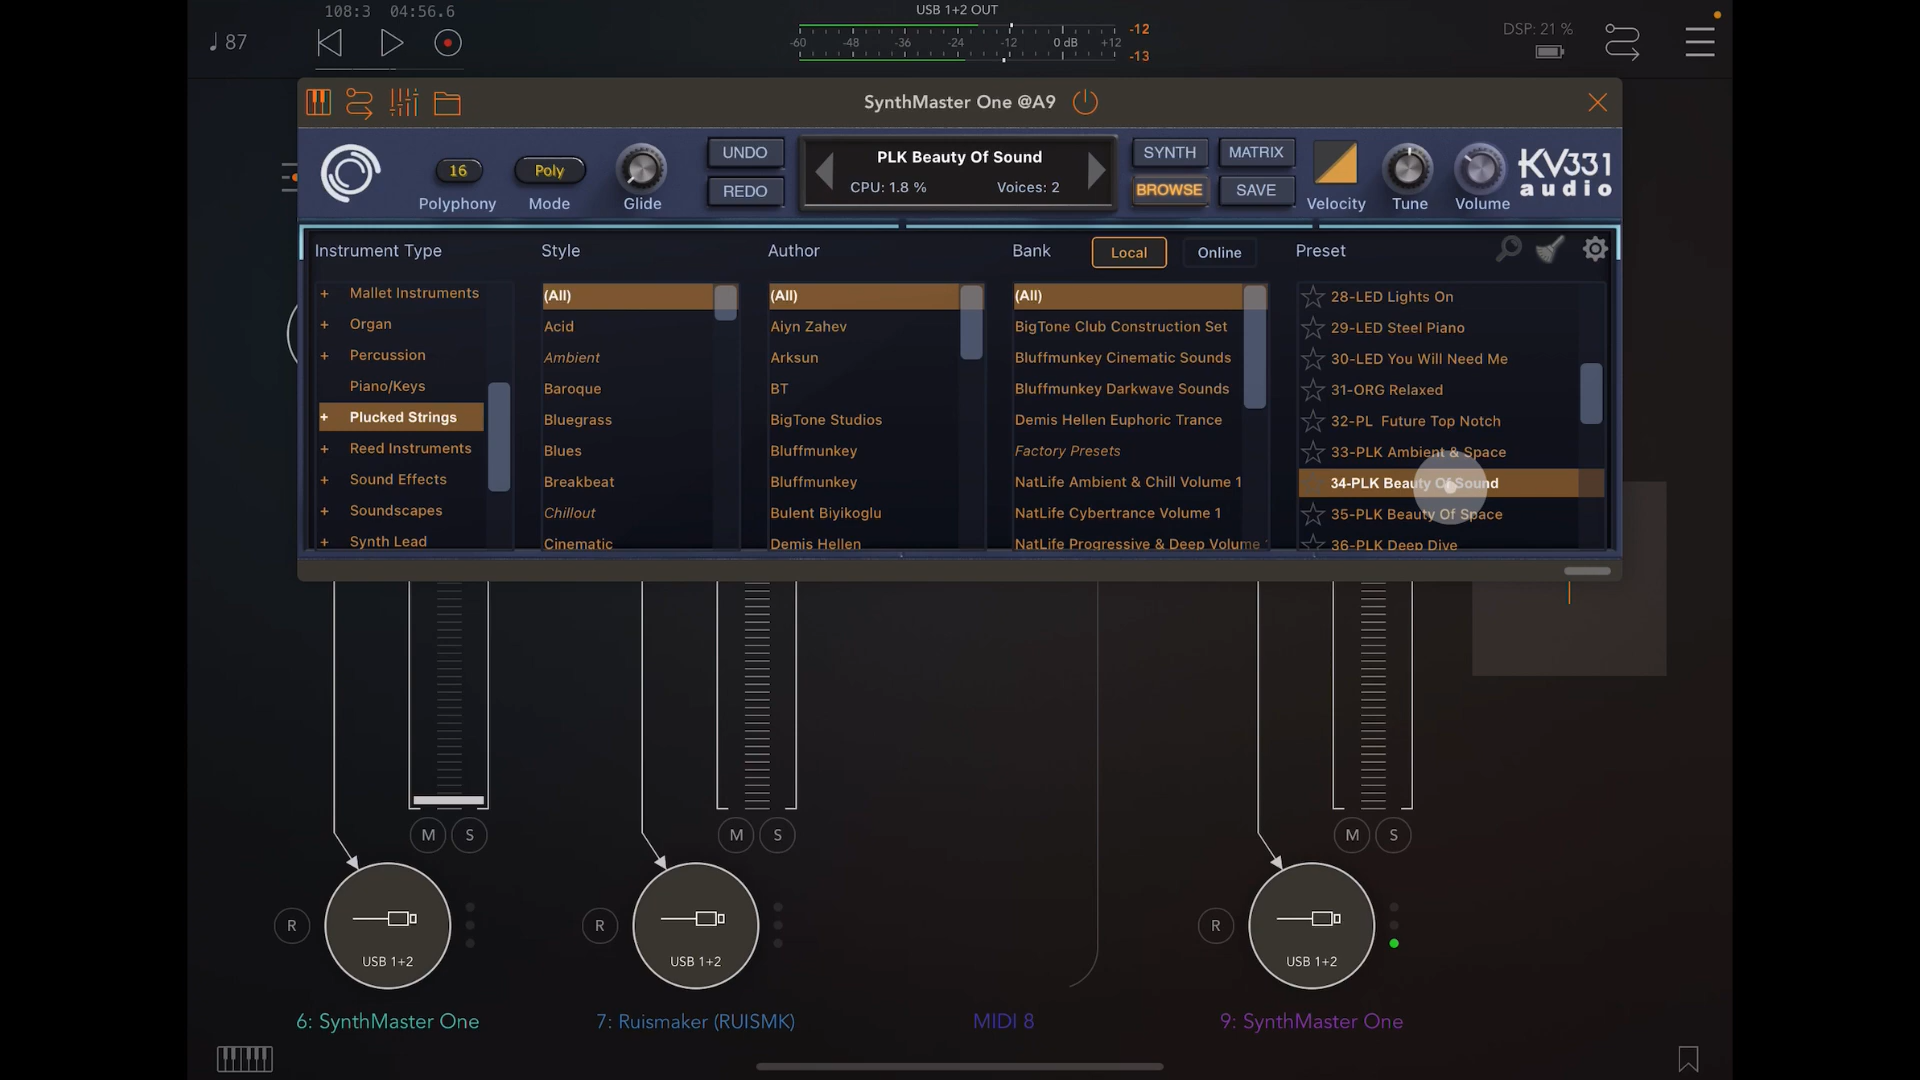 108:3 04:56.6
USB 1+2 OUT
♩ 87
-60 -48 -36 -24 -12 0 dB +12
-12
-13
DSP: 21 %
SynthMaster One @A9
16
Polyphony
Poly
Mode
Glide
UNDO
REDO
PLK Beauty Of Sound
CPU: 1.8 % Voices: 2
SYNTH
MATRIX
BROWSE
SAVE
Velocity
Tune
Volume
KV331
audio
Instrument Type
Style
Author
Bank
Local
Online
Preset
+ Mallet Instruments
+ Organ
+ Percussion
Piano/Keys
+ Plucked Strings
+ Reed Instruments
+ Sound Effects
+ Soundscapes
+ Synth Lead
(All)
Acid
Ambient
Baroque
Bluegrass
Blues
Breakbeat
Chillout
Cinematic
(All)
Aiyn Zahev
Arksun
BT
BigTone Studios
Bluffmunkey
Bluffmunkey
Bulent Biyikoglu
Demis Hellen
(All)
BigTone Club Construction Set
Bluffmunkey Cinematic Sounds
Bluffmunkey Darkwave Sounds
Demis Hellen Euphoric Trance
Factory Presets
NatLife Ambient & Chill Volume 1
NatLife Cybertrance Volume 1
NatLife Progressive & Deep Volume
28-LED Lights On
29-LED Steel Piano
30-LED You Will Need Me
31-ORG Relaxed
32-PL Future Top Notch
33-PLK Ambient & Space
34-PLK Beauty Of Sound
35-PLK Beauty Of Space
36-PLK Deep Dive
M S
M S
M S
R
USB 1+2
R
USB 1+2
R
USB 1+2
6: SynthMaster One
7: Ruismaker (RUISMK)
MIDI 8
9: SynthMaster One